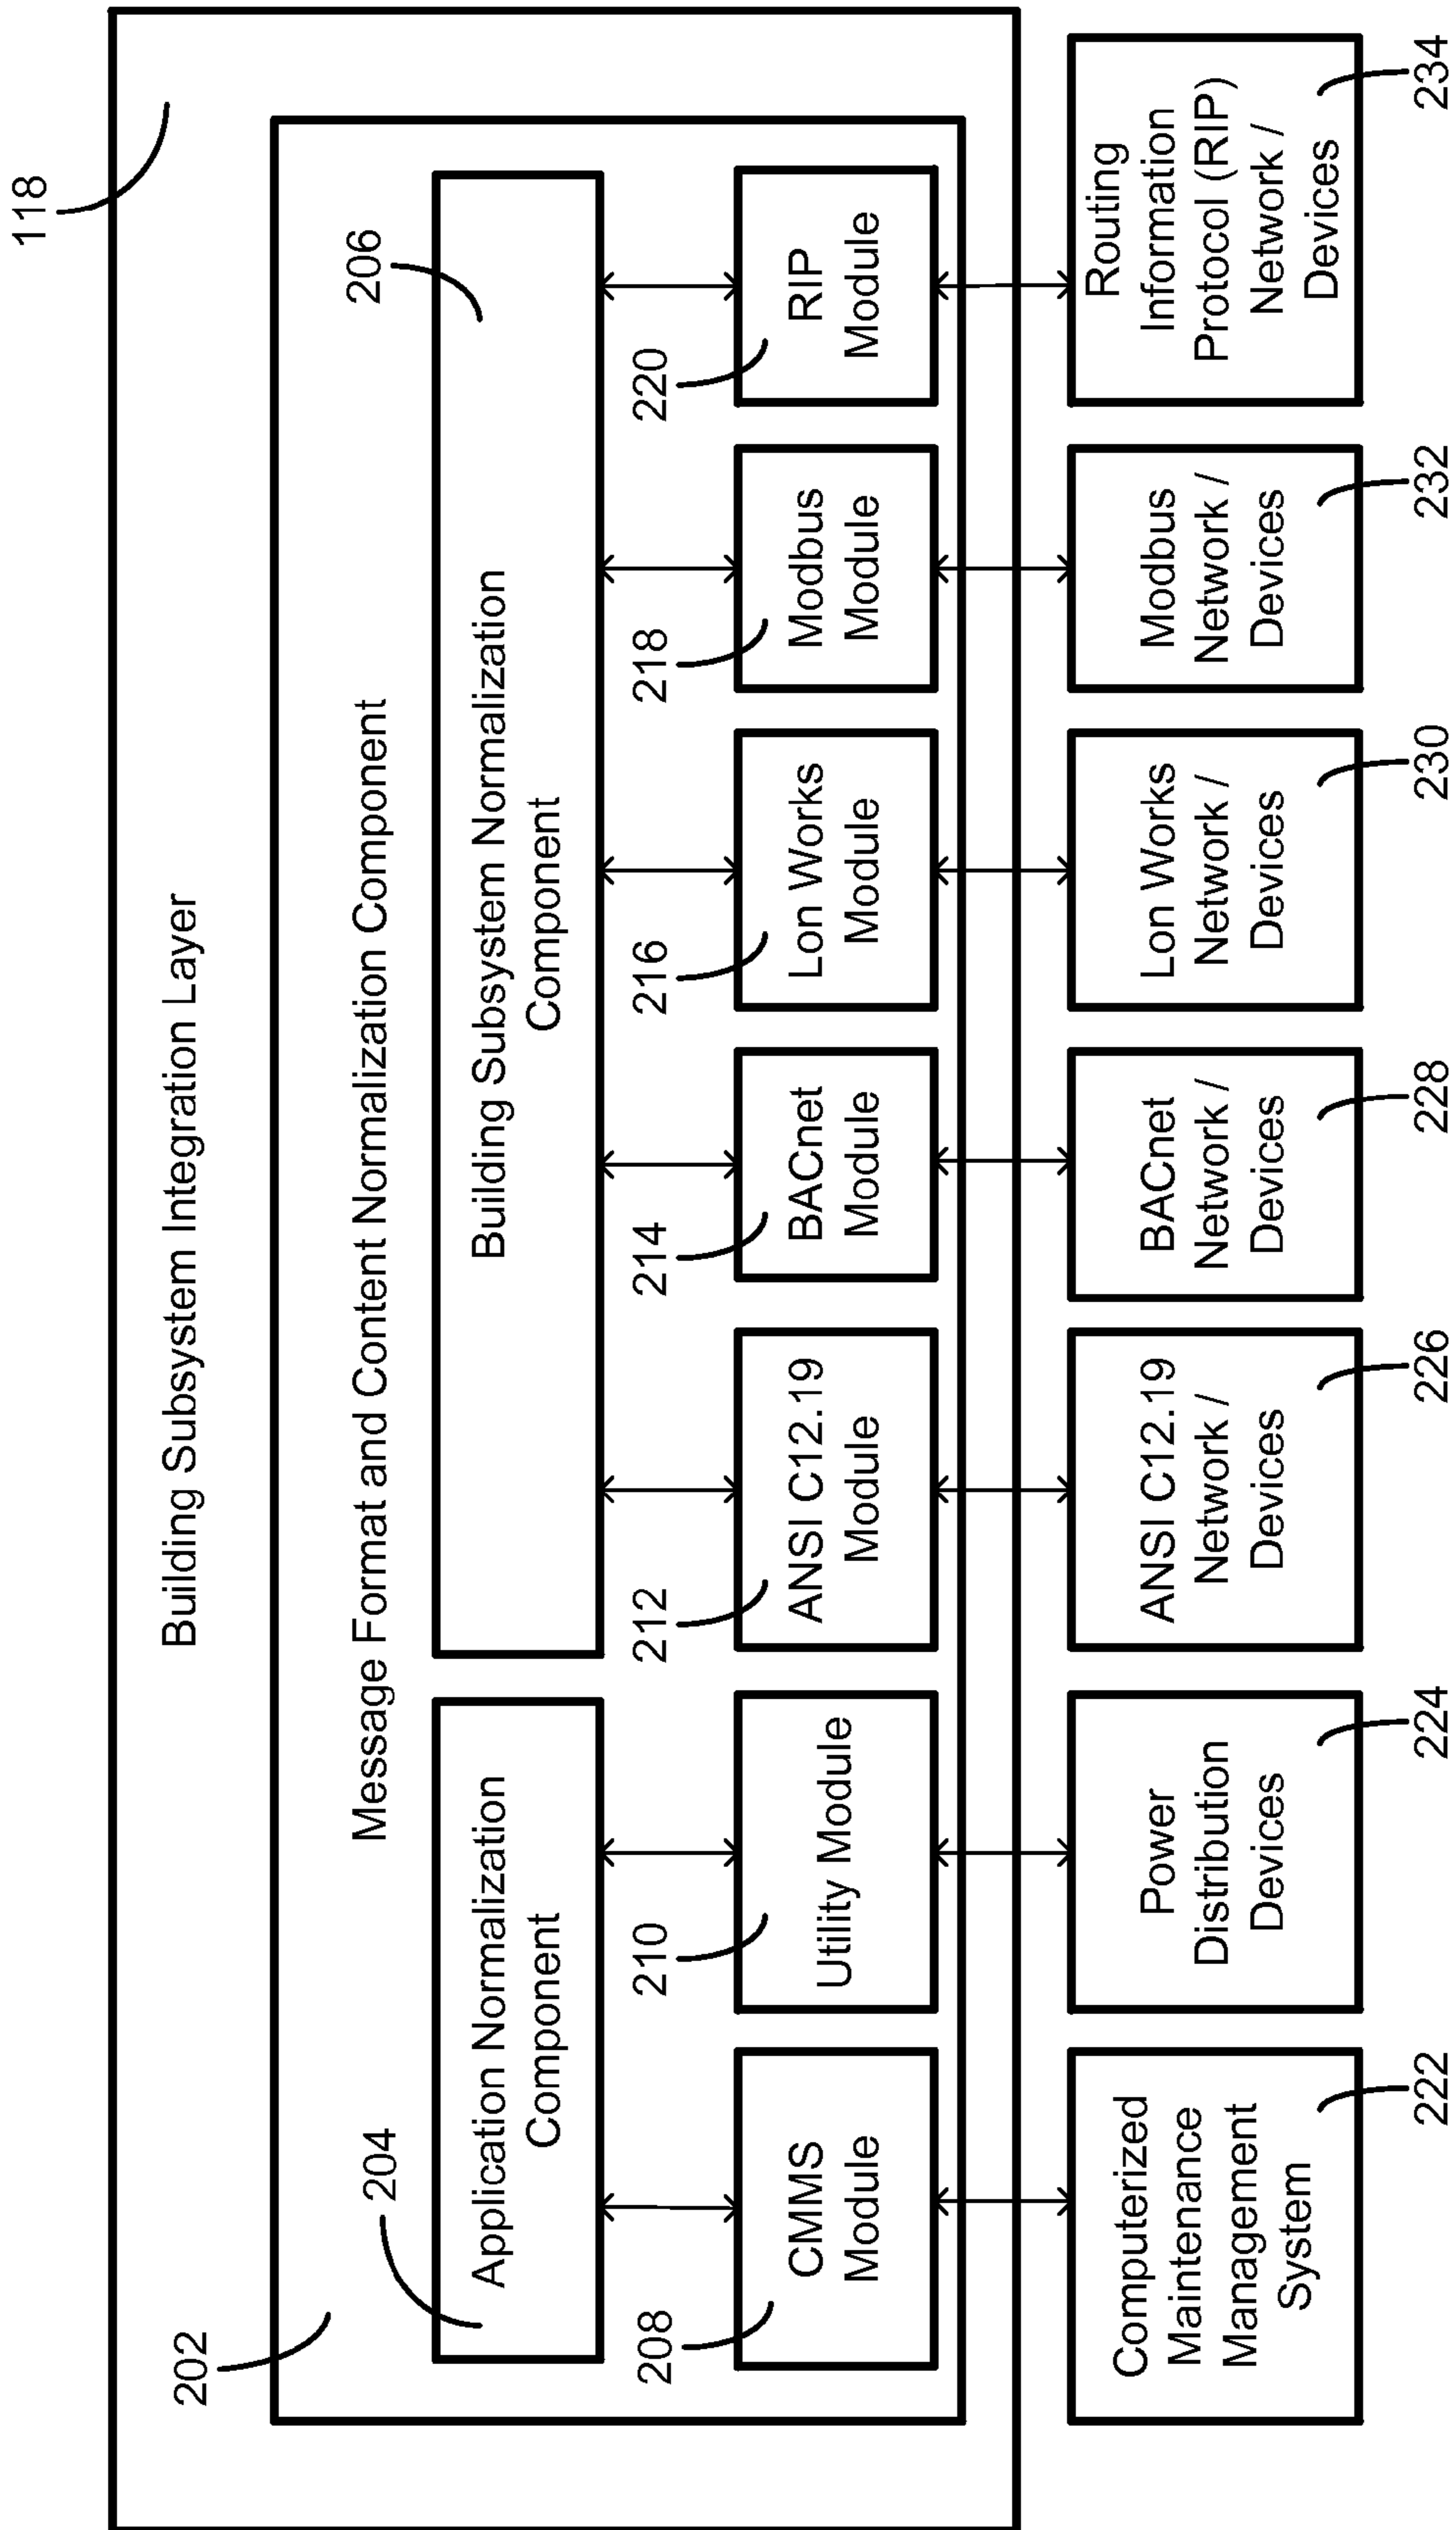 118
Building Subsystem Integration Layer
202
Message Format and Content Normalization Component
204
206
Application Normalization
Component
Building Subsystem Normalization
Component
208
210
212
214
216
218
220
CMMS
Module
Utility Module
ANSI C12.19
Module
BACnet
Module
Lon Works
Module
Modbus
Module
RIP
Module
Computerized
Maintenance
Management
System
Power
Distribution
Devices
ANSI C12.19
Network /
Devices
BACnet
Network /
Devices
Lon Works
Network /
Devices
Modbus
Network /
Devices
Routing
Information
Protocol (RIP)
Network /
Devices
222
224
226
228
230
232
234